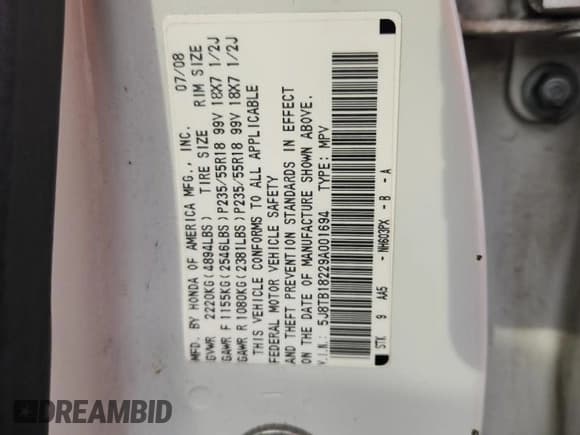 MFD. BY HONDA OF AMERICA MFG., INC. 07/08
TIRE SIZE RIM SIZE
GVWR 2220KG(4894LBS)
GAWR F 1155KG(2546LBS)P235/55R18 99V 18X7 1/2J
GAWR R 1080KG(2381LBS)P235/55R18 99V 18X7 1/2J
THIS VEHICLE CONFORMS TO ALL APPLICABLE
FEDERAL MOTOR VEHICLE SAFETY
AND THEFT PREVENTION STANDARDS IN EFFECT
ON THE DATE OF MANUFACTURE SHOWN ABOVE.
V.I.N.: 5J8TB18229A001694 TYPE: MPV
STK 9 AA5 -NH603PX -B -A
DREAMBID